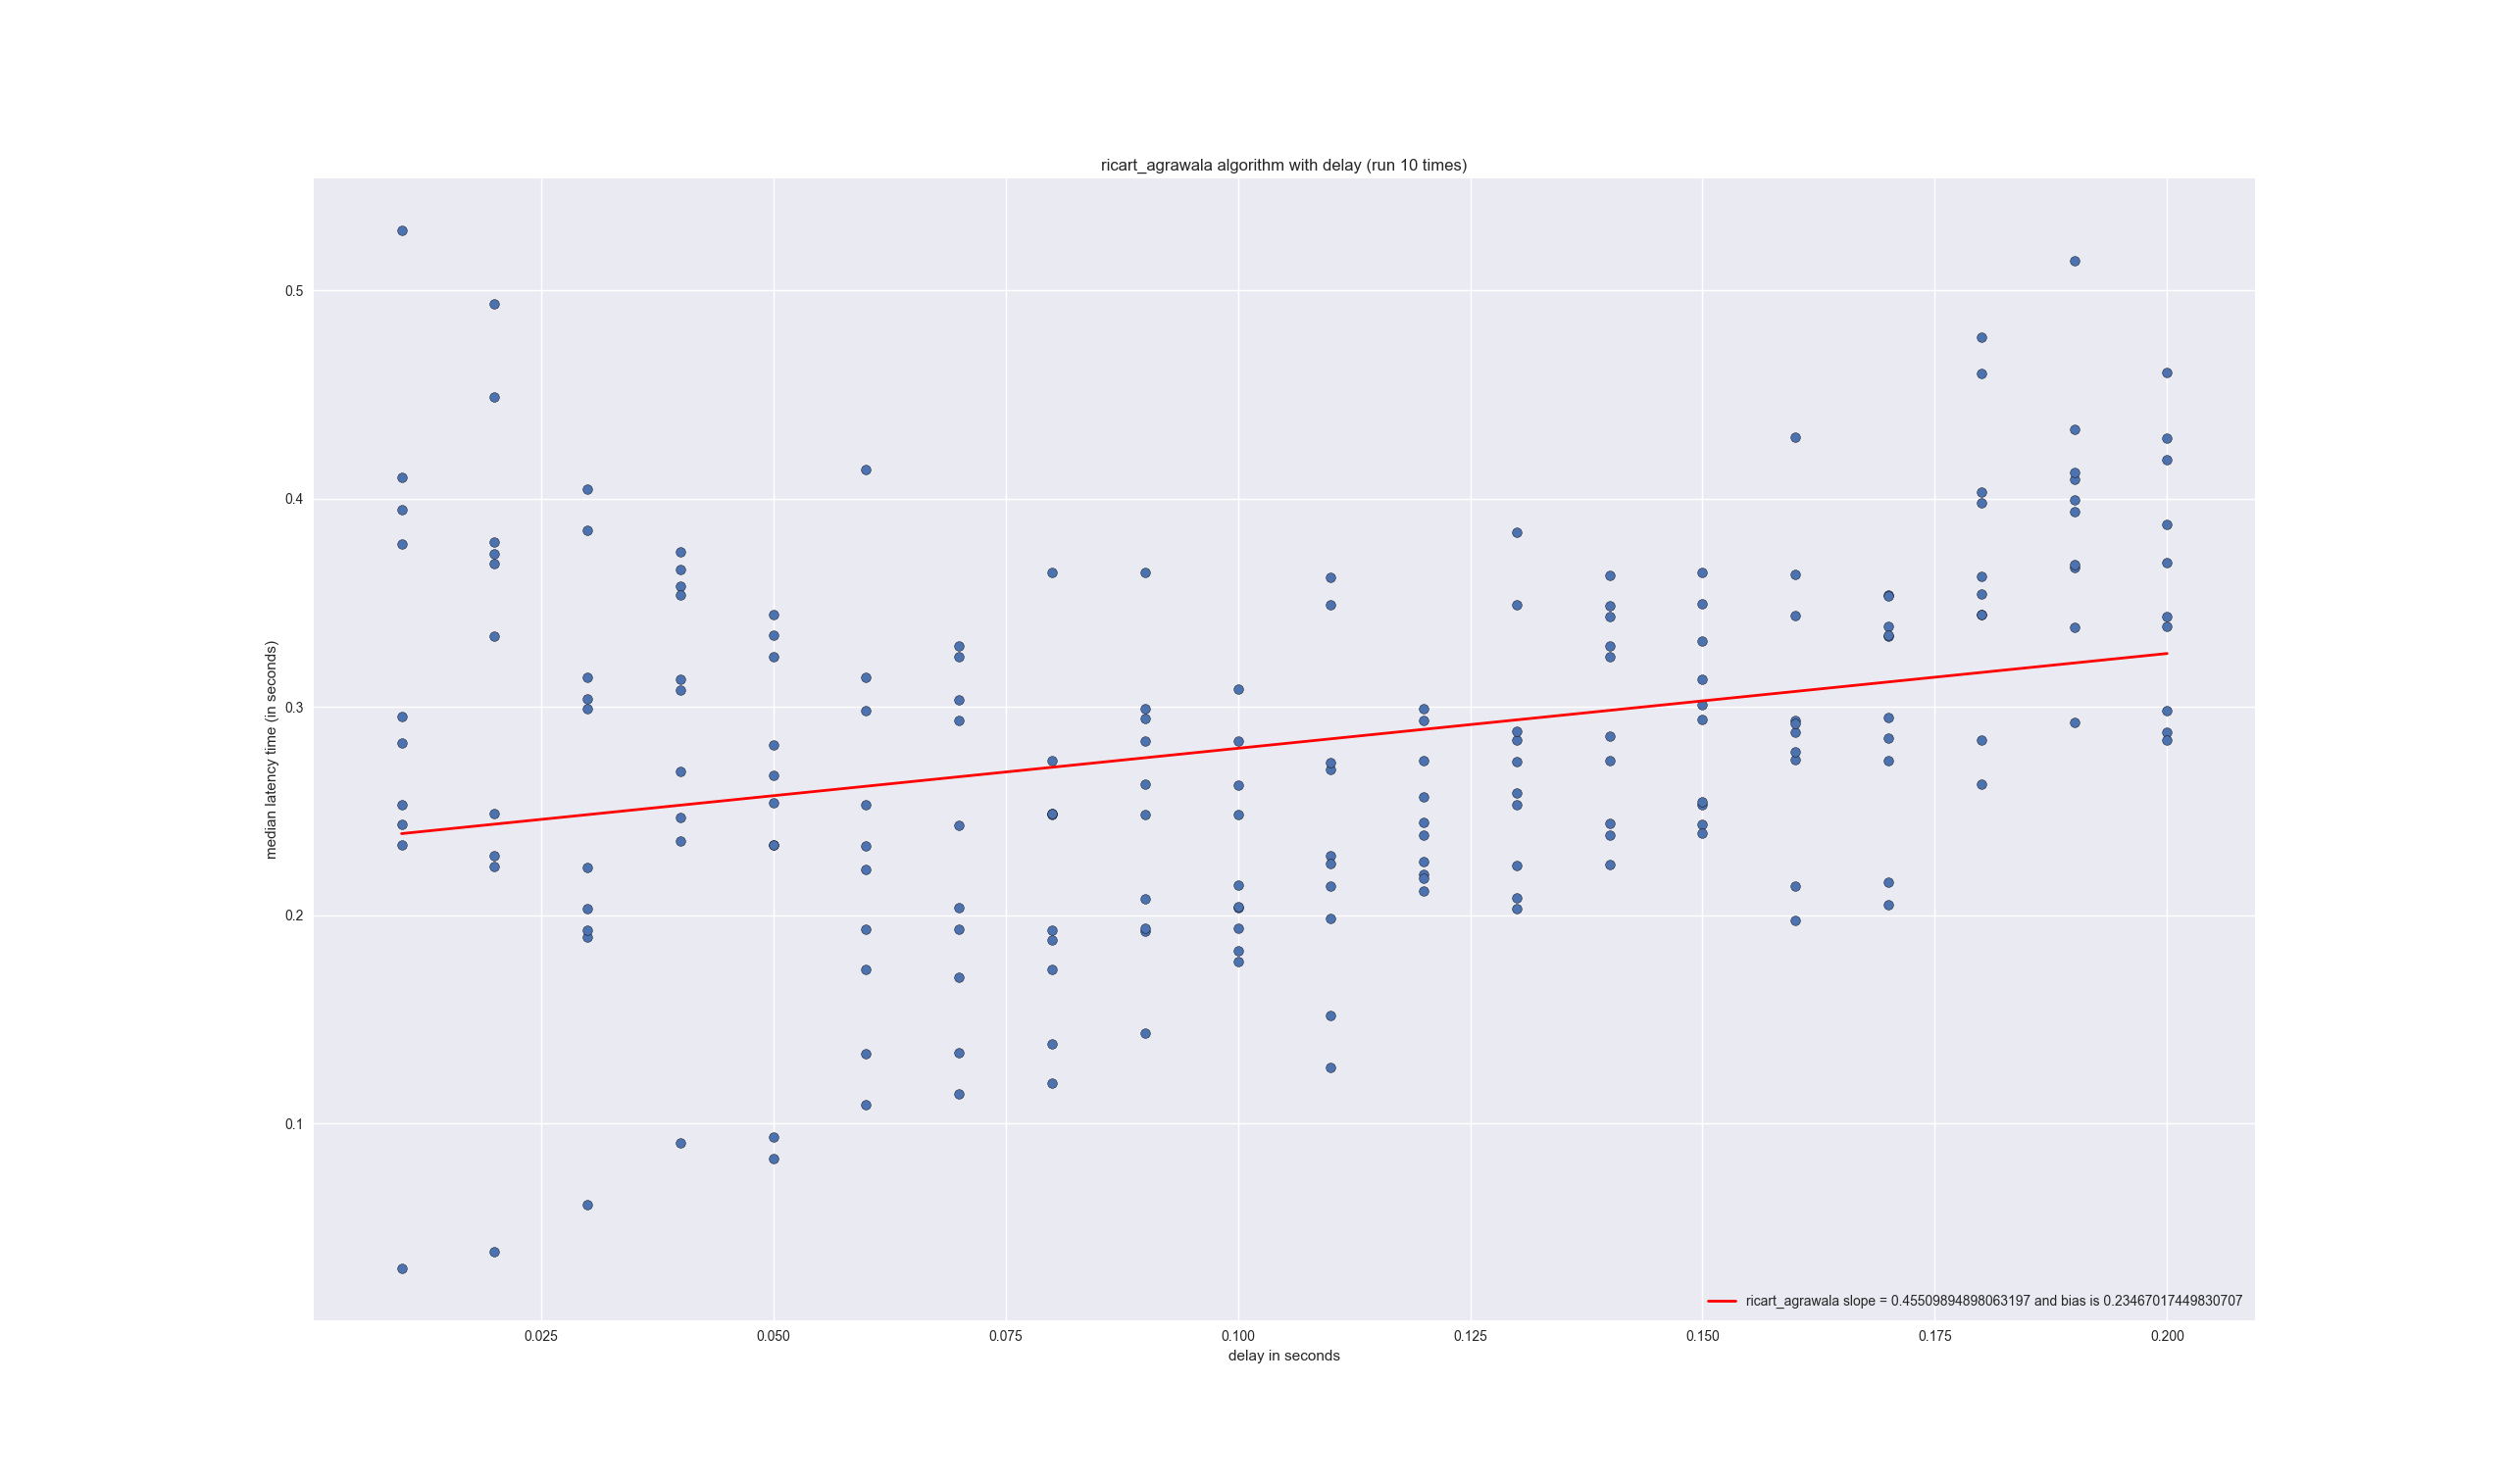 ricart_agrawala algorithm with delay (run 10 times)
median latency time (in seconds)
0.5
0.4
0.3
0.2
0.1
ricart_agrawala slope = 0.45509894898063197 and bias is 0.23467017449830707
0.025 0.050 0.075 0.100 0.125 0.150 0.175 0.200
delay in seconds